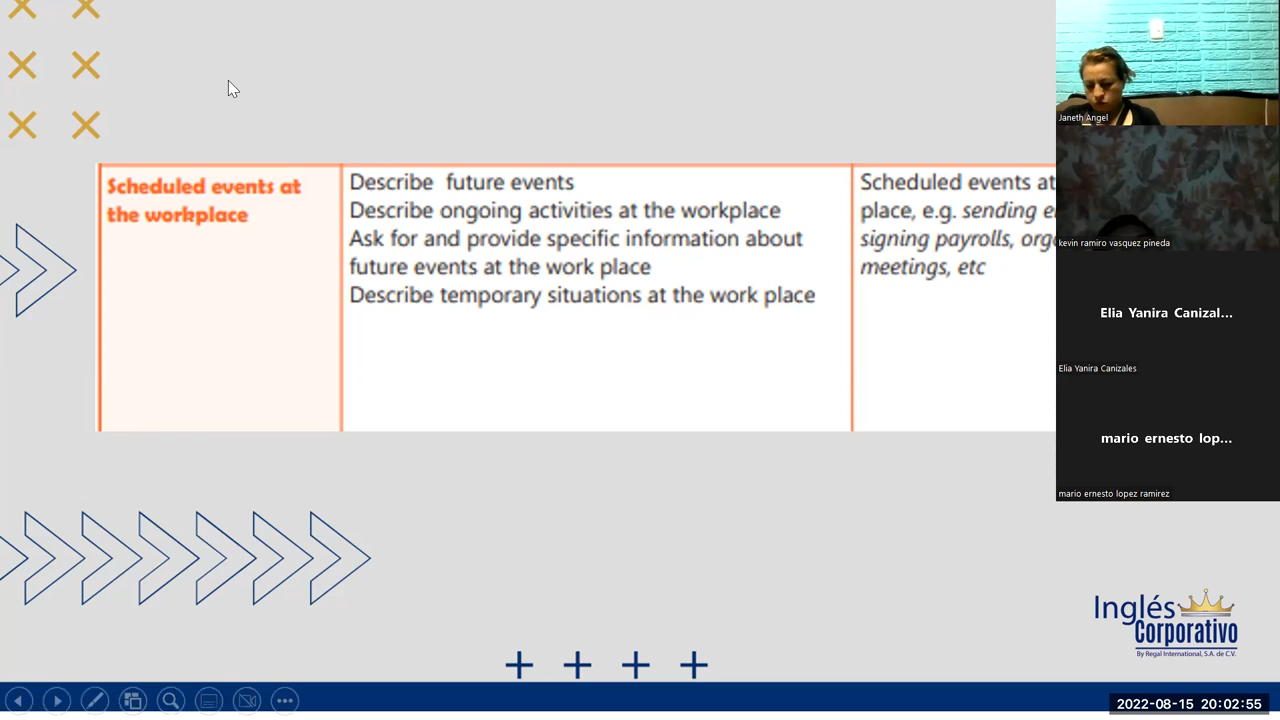 Scheduled events at
the workplace
Describe future events
Describe ongoing activities at the workplace
Ask for and provide specific information about
future events at the work place
Describe temporary situations at the work place
Scheduled events at
place, e.g. sending
signing payrolls,
meetings, etc
Janeth Angel
kevin ramiro vasquez pineda
Elia Yanira Canizal...
Elia Yanira Canizales
mario ernesto lop...
mario ernesto lopez ramirez
Inglés
Corporativo
By Regal International, S.A. de C.V.
2022-08-15 20:02:55